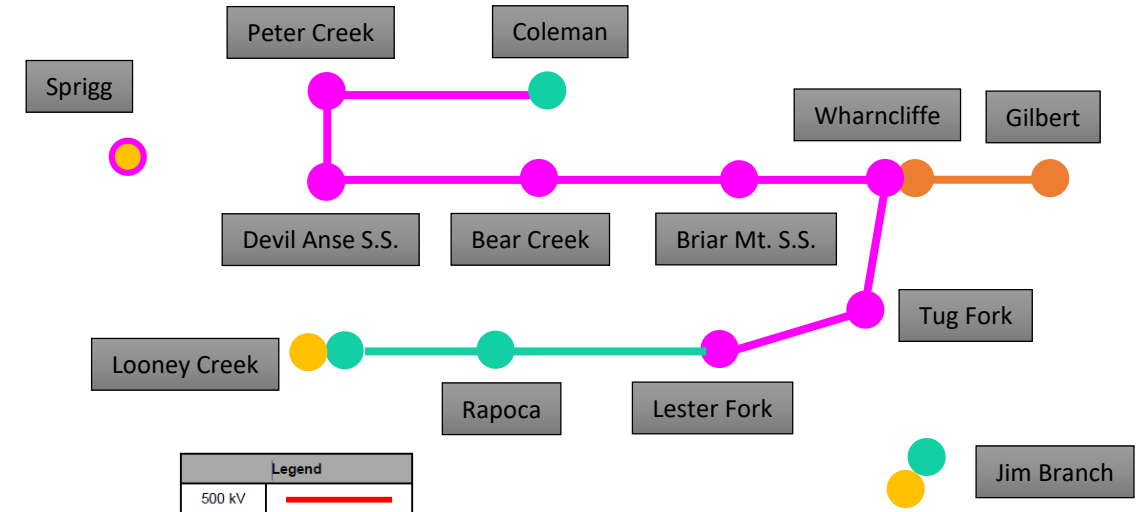 Peter Creek
Coleman
Sprigg
Wharncliffe
Gilbert
Devil Anse S.S.
Bear Creek
Briar Mt. S.S.
Tug Fork
Looney Creek
Rapoca
Lester Fork
Jim Branch
Legend
500 kV